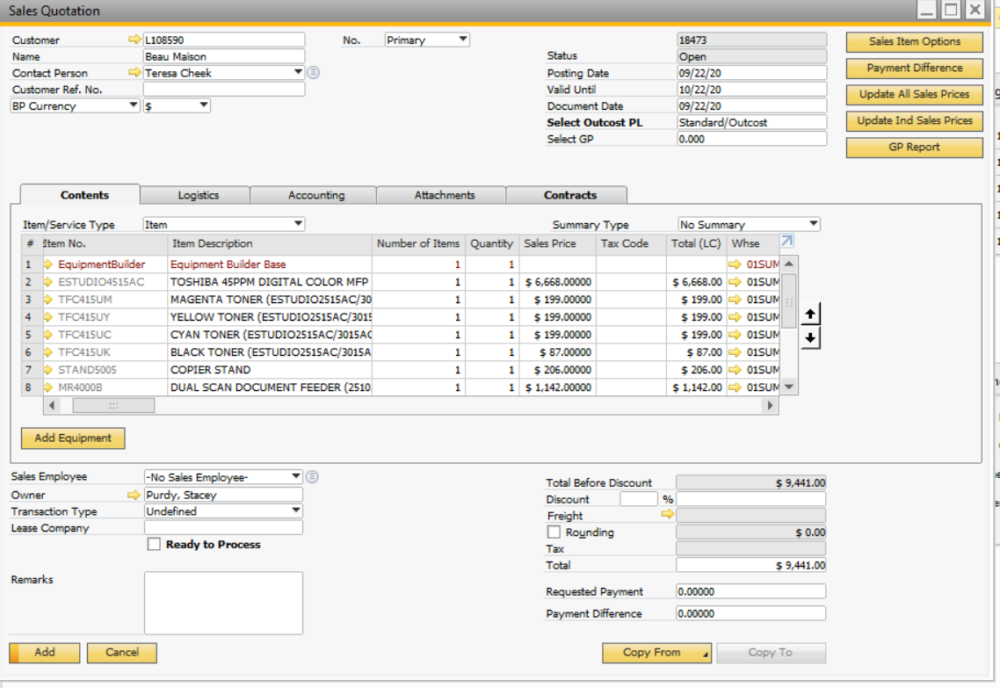 Sales Quotation
Customer L108590 No. Primary 18473 Sales Item Options
Name Beau Maison Status Open
Contact Person Teresa Cheek Posting Date 09/22/20 Payment Difference
Customer Ref. No. Valid Until 10/22/20 Update All Sales Prices
BP Currency $ Document Date 09/22/20
Select Outcost PL Standard/Outcost Update Ind Sales Prices
Select GP 0.000 GP Report
Contents Logistics Accounting Attachments Contracts
Item/Service Type Item Summary Type No Summary
# Item No. Item Description Number of Items Quantity Sales Price Tax Code Total (LC) Whse
1 EquipmentBuilder Equipment Builder Base 1 1 01SUM
2 ESTUDIO4515AC TOSHIBA 45PPM DIGITAL COLOR MFP 1 1 $ 6,668.00000 $ 6,668.00 01SUM
3 TFC415UM MAGENTA TONER (ESTUDIO2515AC/30 1 1 $ 199.00000 $ 199.00 01SUM
4 TFC415UY YELLOW TONER (ESTUDIO2515AC/3015 1 1 $ 199.00000 $ 199.00 01SUM
5 TFC415UC CYAN TONER (ESTUDIO2515AC/3015AC 1 1 $ 199.00000 $ 199.00 01SUM
6 TFC415UK BLACK TONER (ESTUDIO2515AC/3015A 1 1 $ 87.00000 $ 87.00 01SUM
7 STAND5005 COPIER STAND 1 1 $ 206.00000 $ 206.00 01SUM
8 MR4000B DUAL SCAN DOCUMENT FEEDER (2510 1 1 $ 1,142.00000 $ 1,142.00 01SUM
Add Equipment
Sales Employee -No Sales Employee- Total Before Discount $ 9,441.00
Owner Purdy, Stacey Discount %
Transaction Type Undefined Freight
Lease Company Rounding $ 0.00
Ready to Process Tax
Total $ 9,441.00
Remarks Requested Payment 0.00000
Payment Difference 0.00000
Add Cancel Copy From Copy To